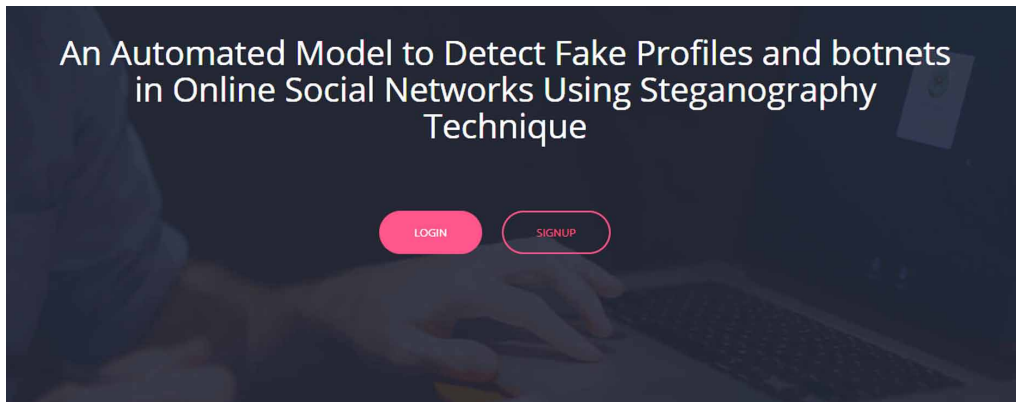 An Automated Model to Detect Fake Profiles and botnets
in Online Social Networks Using Steganography
Technique
LOGIN SIGNUP